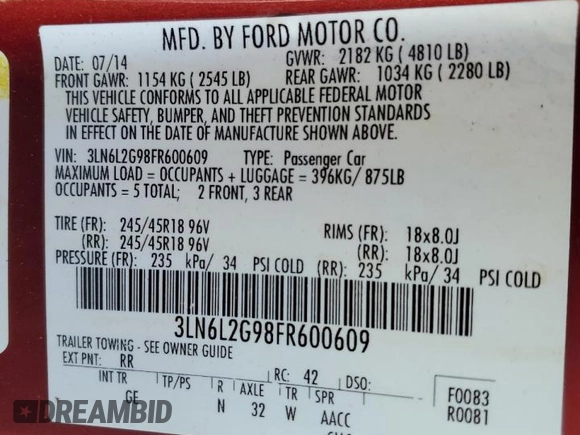 MFD. BY FORD MOTOR CO.
DATE: 07/14 GVWR: 2182 KG ( 4810 LB)
FRONT GAWR: 1154 KG ( 2545 LB) REAR GAWR: 1034 KG ( 2280 LB)
THIS VEHICLE CONFORMS TO ALL APPLICABLE FEDERAL MOTOR
VEHICLE SAFETY, BUMPER, AND THEFT PREVENTION STANDARDS
IN EFFECT ON THE DATE OF MANUFACTURE SHOWN ABOVE.
VIN: 3LN6L2G98FR600609 TYPE: Passenger Car
MAXIMUM LOAD = OCCUPANTS + LUGGAGE = 396KG/ 875LB
OCCUPANTS = 5 TOTAL; 2 FRONT, 3 REAR
TIRE (FR): 245/45R18 96V RIMS (FR): 18x8.0J
(RR): 245/45R18 96V (RR): 18x8.0J
PRESSURE (FR): 235 kPa/ 34 PSI COLD (RR): 235 kPa/ 34 PSI COLD
3LN6L2G98FR600609
TRAILER TOWING - SEE OWNER GUIDE
EXT PNT: RR RC: 42 DSO:
INT TR TP/PS R AXLE TR SPR F0083
GE N 32 W AACC R0081
DREAMBID